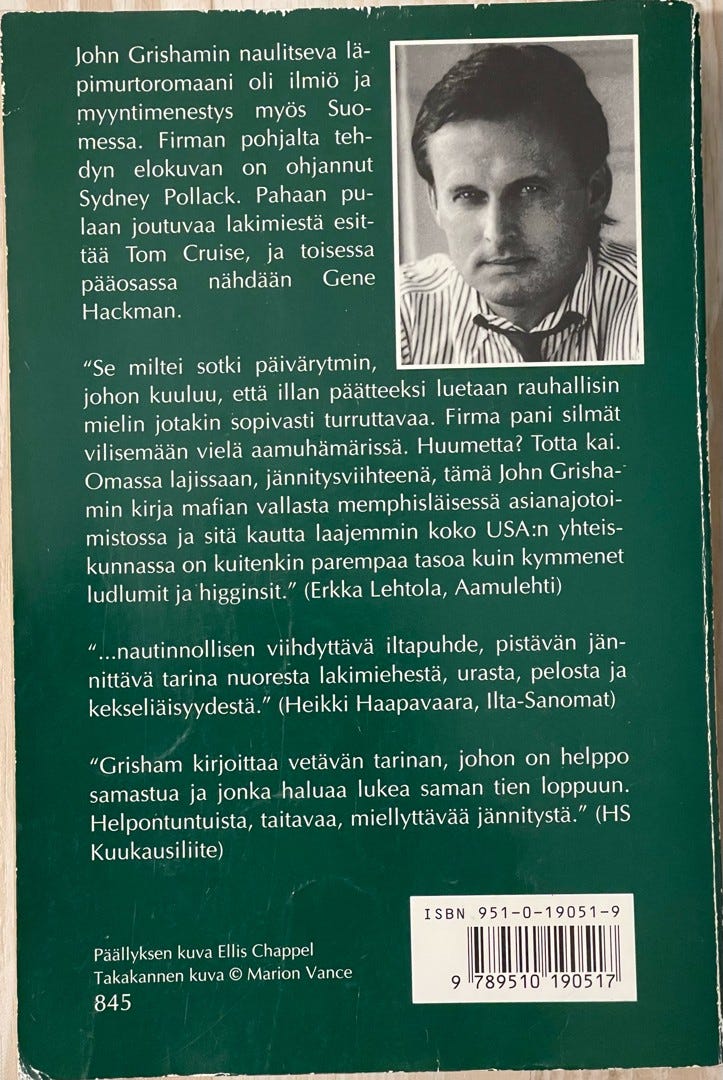 John Grishamin naulitseva lä-
pimurtoromaani oli ilmiö ja
myyntimenestys myös Suo-
messa. Firman pohjalta teh-
dyn elokuvan on ohjannut
Sydney Pollack. Pahaan pu-
laan joutuvaa lakimiestä esit-
tää Tom Cruise, ja toisessa
pääosassa nähdään Gene
Hackman.
“Se miltei sotki päivärytmin,
johon kuuluu, että illan päätteeksi luetaan rauhallisin
mielin jotakin sopivasti turruttavaa. Firma pani silmät
vilisemään vielä aamuhämärissä. Huumetta? Totta kai.
Omassa lajissaan, jännitysviihteenä, tämä John Grisha-
min kirja mafian vallasta memphisläisessä asianajotoi-
mistossa ja sitä kautta laajemmin koko USA:n yhteis-
kunnassa on kuitenkin parempaa tasoa kuin kymmenet
ludlumit ja higginsit.” (Erkka Lehtola, Aamulehti)
“...nautinnollisen viihdyttävä iltapuhde, pistävän jän-
nittävä tarina nuoresta lakimiehestä, urasta, pelosta ja
kekseliäisyydestä.” (Heikki Haapavaara, Ilta-Sanomat)
“Grisham kirjoittaa vetävän tarinan, johon on helppo
samastua ja jonka haluaa lukea saman tien loppuun.
Helpontuntuista, taitavaa, miellyttävää jännitystä.” (HS
Kuukausiliite)
ISBN 951-0-19051-9
9 789510 190517
Päällyksen kuva Ellis Chappel
Takakannen kuva © Marion Vance
845